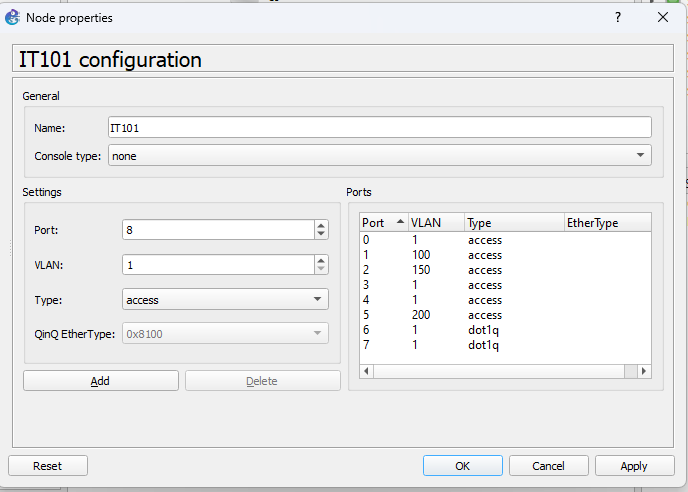 Node properties ? ×
IT101 configuration
General
Name: IT101
Console type: none
Settings
Port: 8
VLAN: 1
Type: access
QinQ EtherType: 0x8100
Add Delete
Ports
Port VLAN Type EtherType
0 1 access
1 100 access
2 150 access
3 1 access
4 1 access
5 200 access
6 1 dot1q
7 1 dot1q
Reset OK Cancel Apply